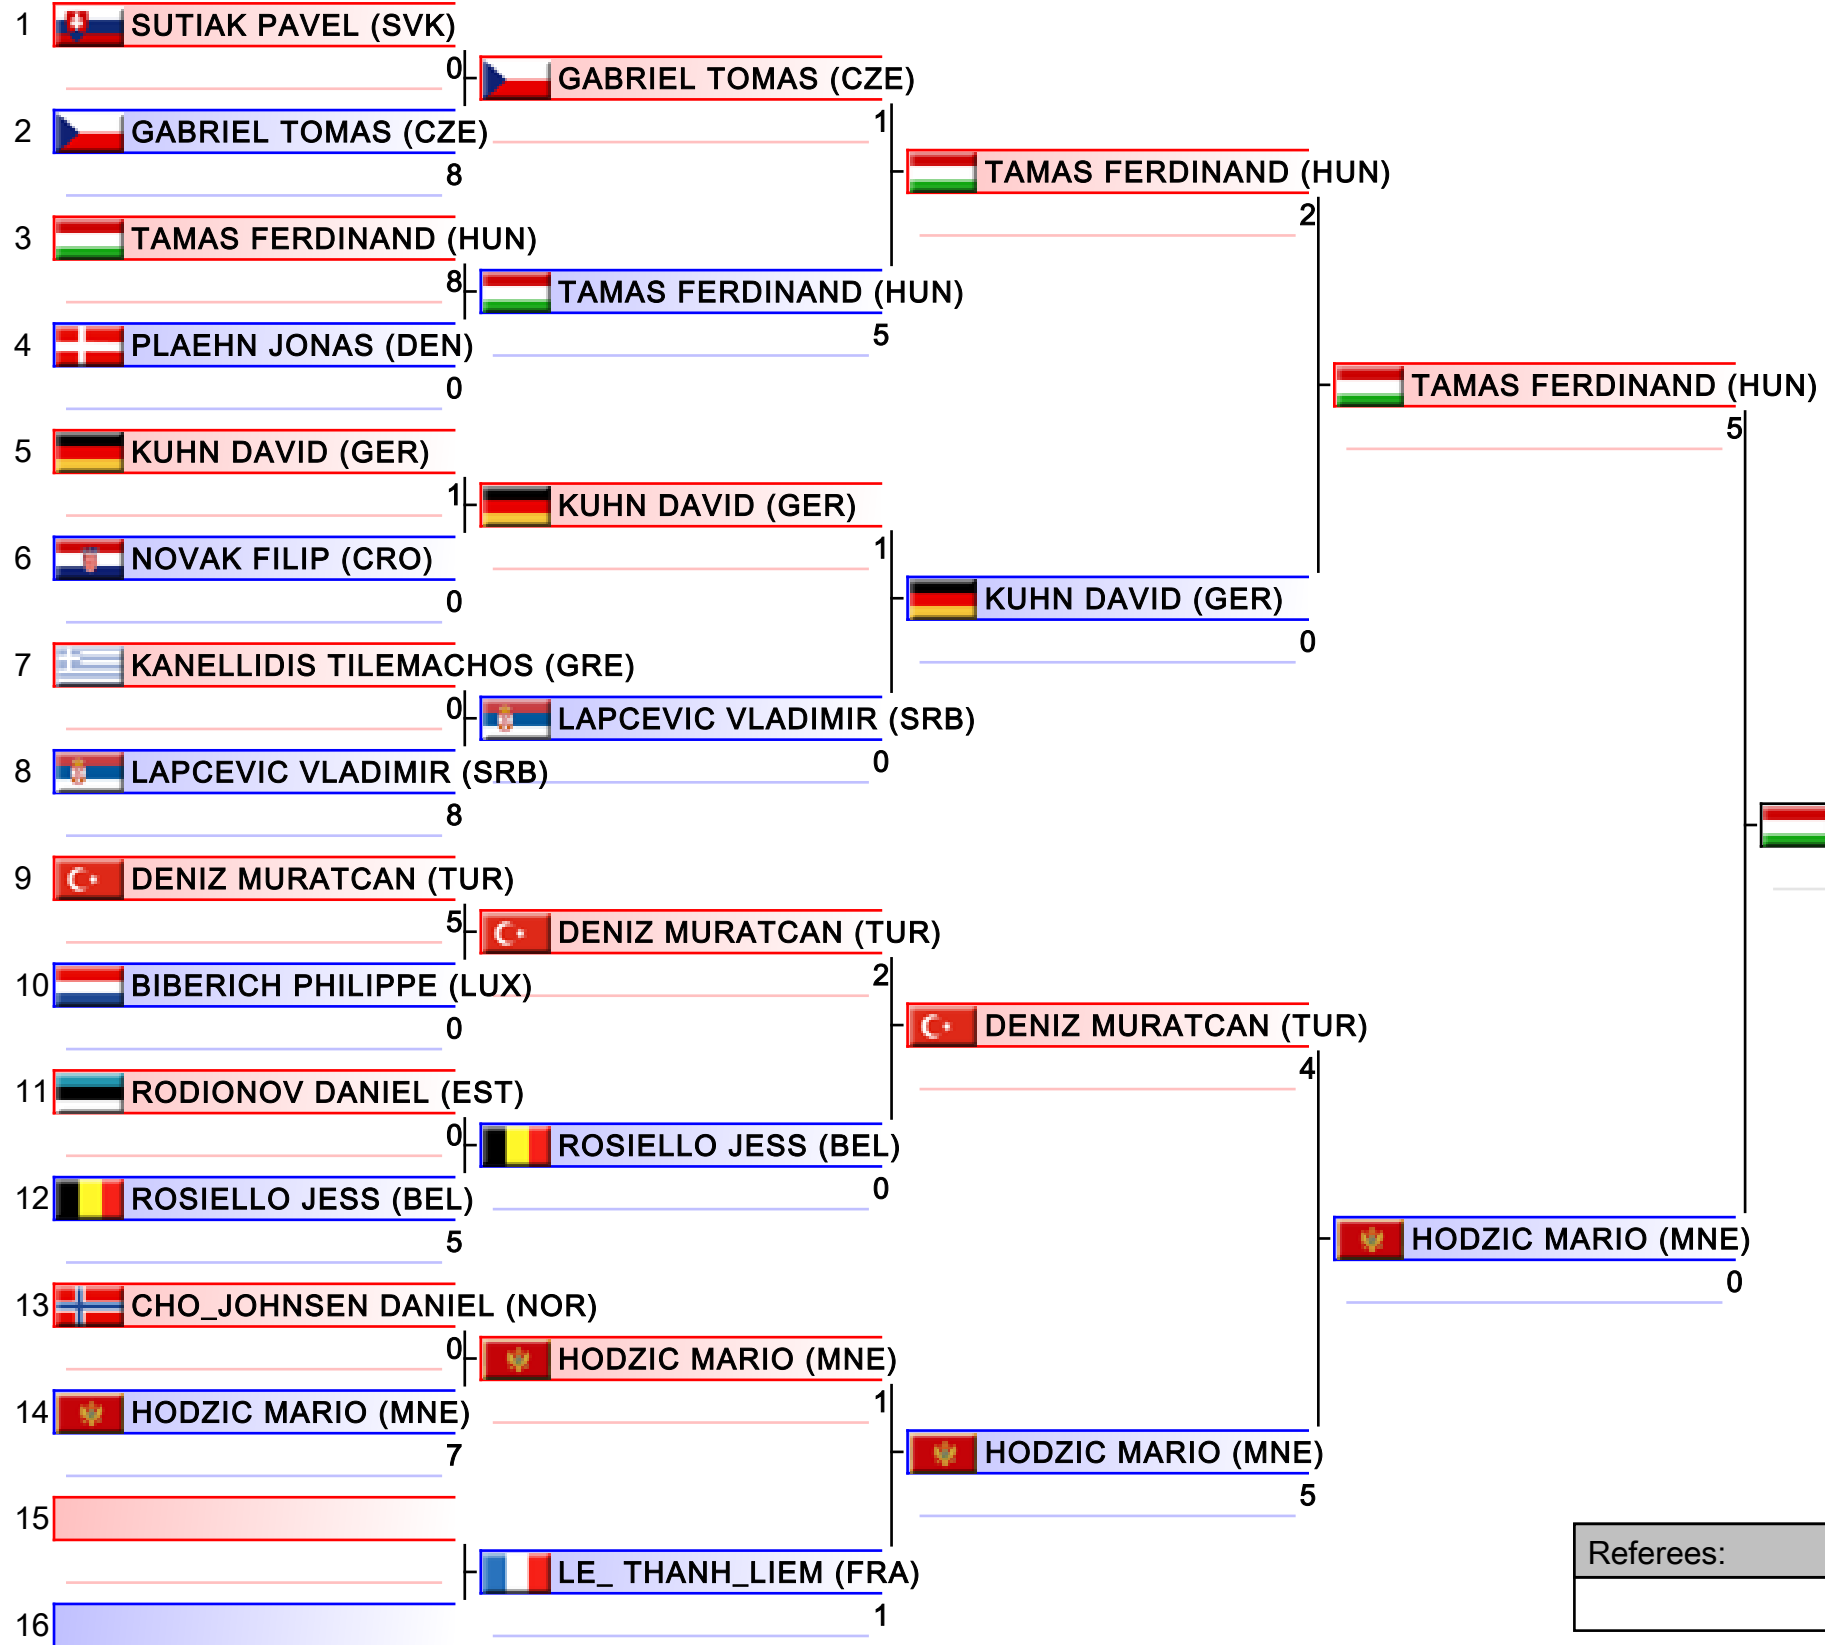 1 SUTIAK PAVEL (SVK)
0
2 GABRIEL TOMAS (CZE)
8
3 TAMAS FERDINAND (HUN)
8
4 PLAEHN JONAS (DEN)
0
5 KUHN DAVID (GER)
1
6 NOVAK FILIP (CRO)
0
7 KANELLIDIS TILEMACHOS (GRE)
0
8 LAPCEVIC VLADIMIR (SRB)
8
9 DENIZ MURATCAN (TUR)
5
10 BIBERICH PHILIPPE (LUX)
0
11 RODIONOV DANIEL (EST)
0
12 ROSIELLO JESS (BEL)
5
13 CHO_JOHNSEN DANIEL (NOR)
0
14 HODZIC MARIO (MNE)
7
15
16
GABRIEL TOMAS (CZE)
1
TAMAS FERDINAND (HUN)
5
KUHN DAVID (GER)
1
LAPCEVIC VLADIMIR (SRB)
0
DENIZ MURATCAN (TUR)
2
ROSIELLO JESS (BEL)
0
HODZIC MARIO (MNE)
1
LE_ THANH_LIEM (FRA)
1
TAMAS FERDINAND (HUN)
2
KUHN DAVID (GER)
0
DENIZ MURATCAN (TUR)
4
HODZIC MARIO (MNE)
5
TAMAS FERDINAND (HUN)
5
HODZIC MARIO (MNE)
0
Referees: